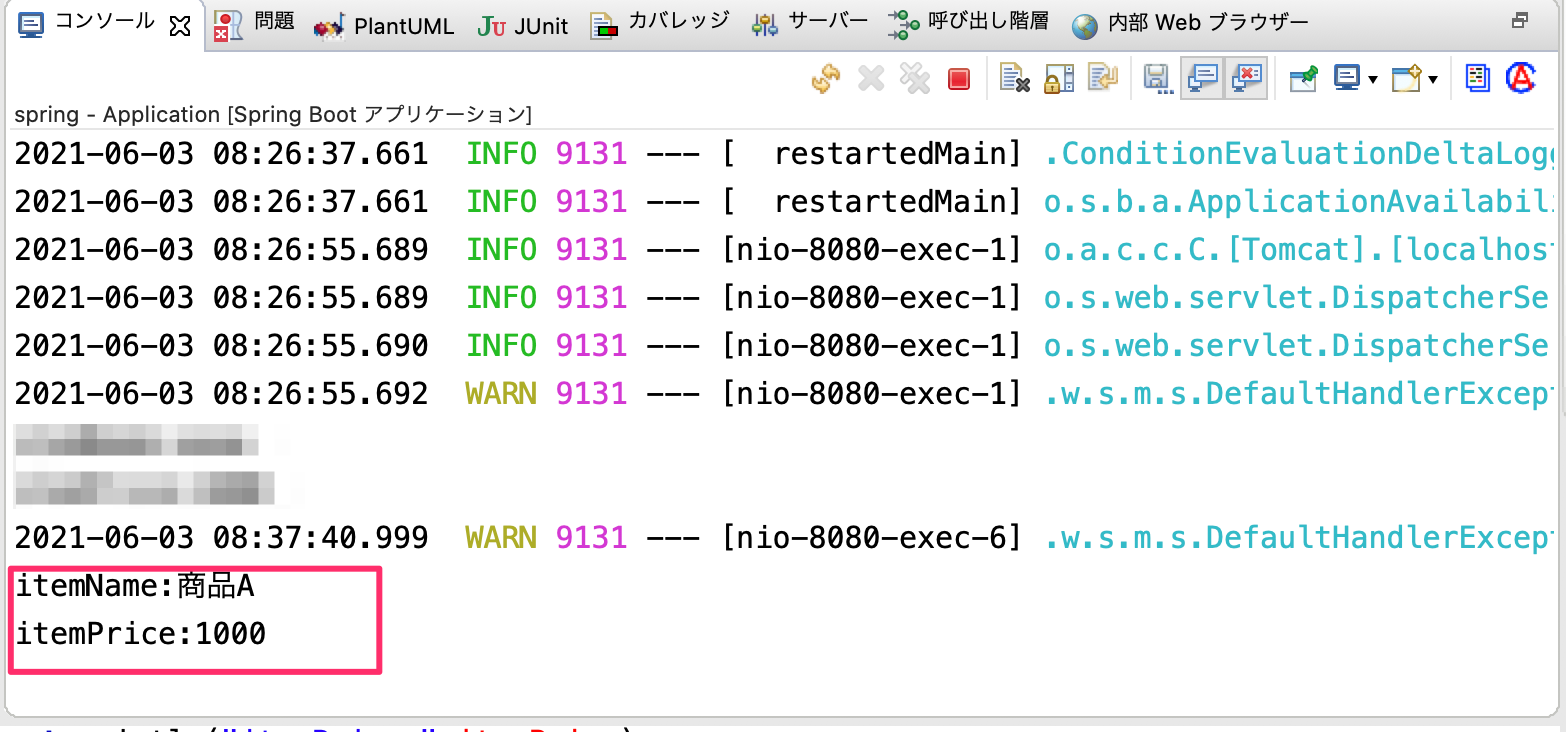 コンソール 問題 PlantUML JUnit カバレッジ サーバー 呼び出し階層 内部 Web ブラウザー
spring - Application [Spring Boot アプリケーション]
2021-06-03 08:26:37.661 INFO 9131 --- [ restartedMain] .ConditionEvaluationDeltaLogg
2021-06-03 08:26:37.661 INFO 9131 --- [ restartedMain] o.s.b.a.ApplicationAvailabili
2021-06-03 08:26:55.689 INFO 9131 --- [nio-8080-exec-1] o.a.c.c.C.[Tomcat].[localhost
2021-06-03 08:26:55.689 INFO 9131 --- [nio-8080-exec-1] o.s.web.servlet.DispatcherSe
2021-06-03 08:26:55.690 INFO 9131 --- [nio-8080-exec-1] o.s.web.servlet.DispatcherSe
2021-06-03 08:26:55.692 WARN 9131 --- [nio-8080-exec-1] .w.s.m.s.DefaultHandlerExcept
2021-06-03 08:37:40.999 WARN 9131 --- [nio-8080-exec-6] .w.s.m.s.DefaultHandlerExcept
itemName:商品A
itemPrice:1000